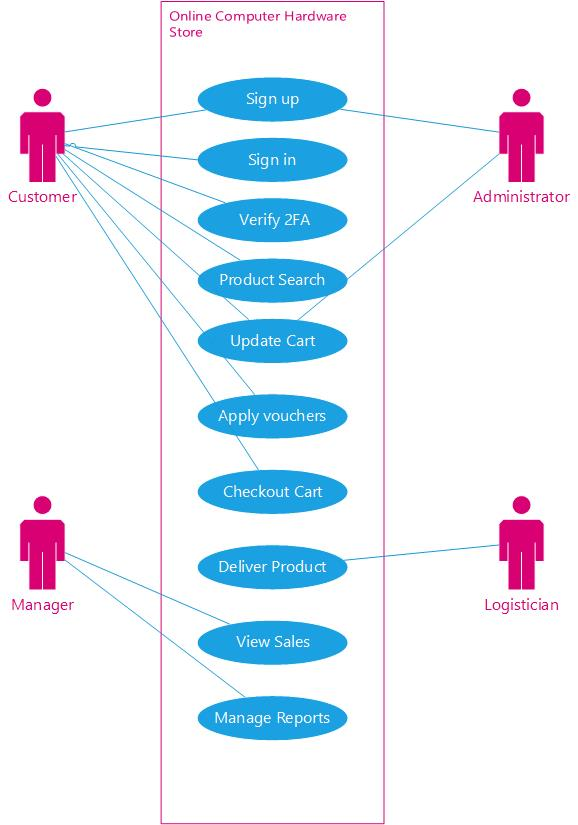 Online Computer Hardware
Store
Sign up
Sign in
Customer
Administrator
Verify 2FA
Product Search
Update Cart
Apply vouchers
Checkout Cart
Deliver Product
Manager
Logistician
View Sales
Manage Reports